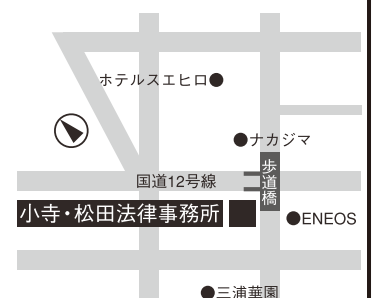 ホテルスエヒロ●
●ナカジマ
歩道橋
国道12号線
小寺・松田法律事務所
●ENEOS
●三浦華園